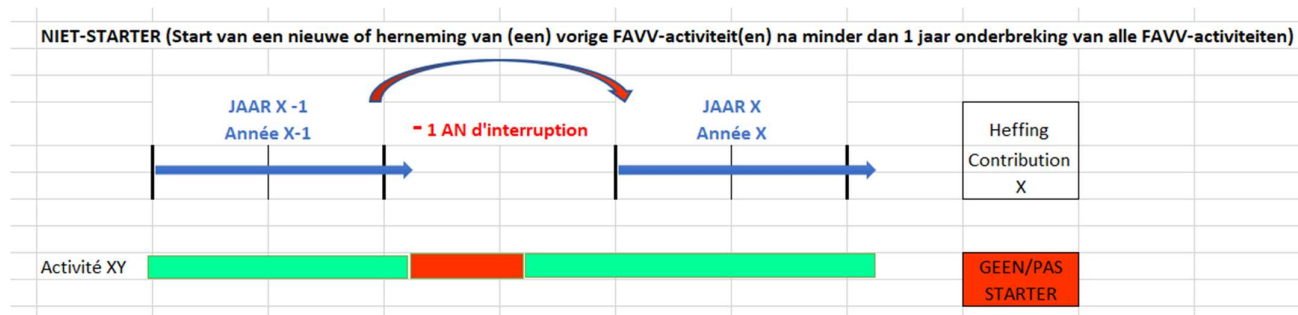 NIET-STARTER (Start van een nieuwe of herneming van (een) vorige FAVV-activiteit(en) na minder dan 1 jaar onderbreking van alle FAVV-activiteiten)
JAAR X -1
Année X-1
- 1 AN d'interruption
JAAR X
Année X
Heffing
Contribution
X
Activité XY
GEEN/PAS
STARTER